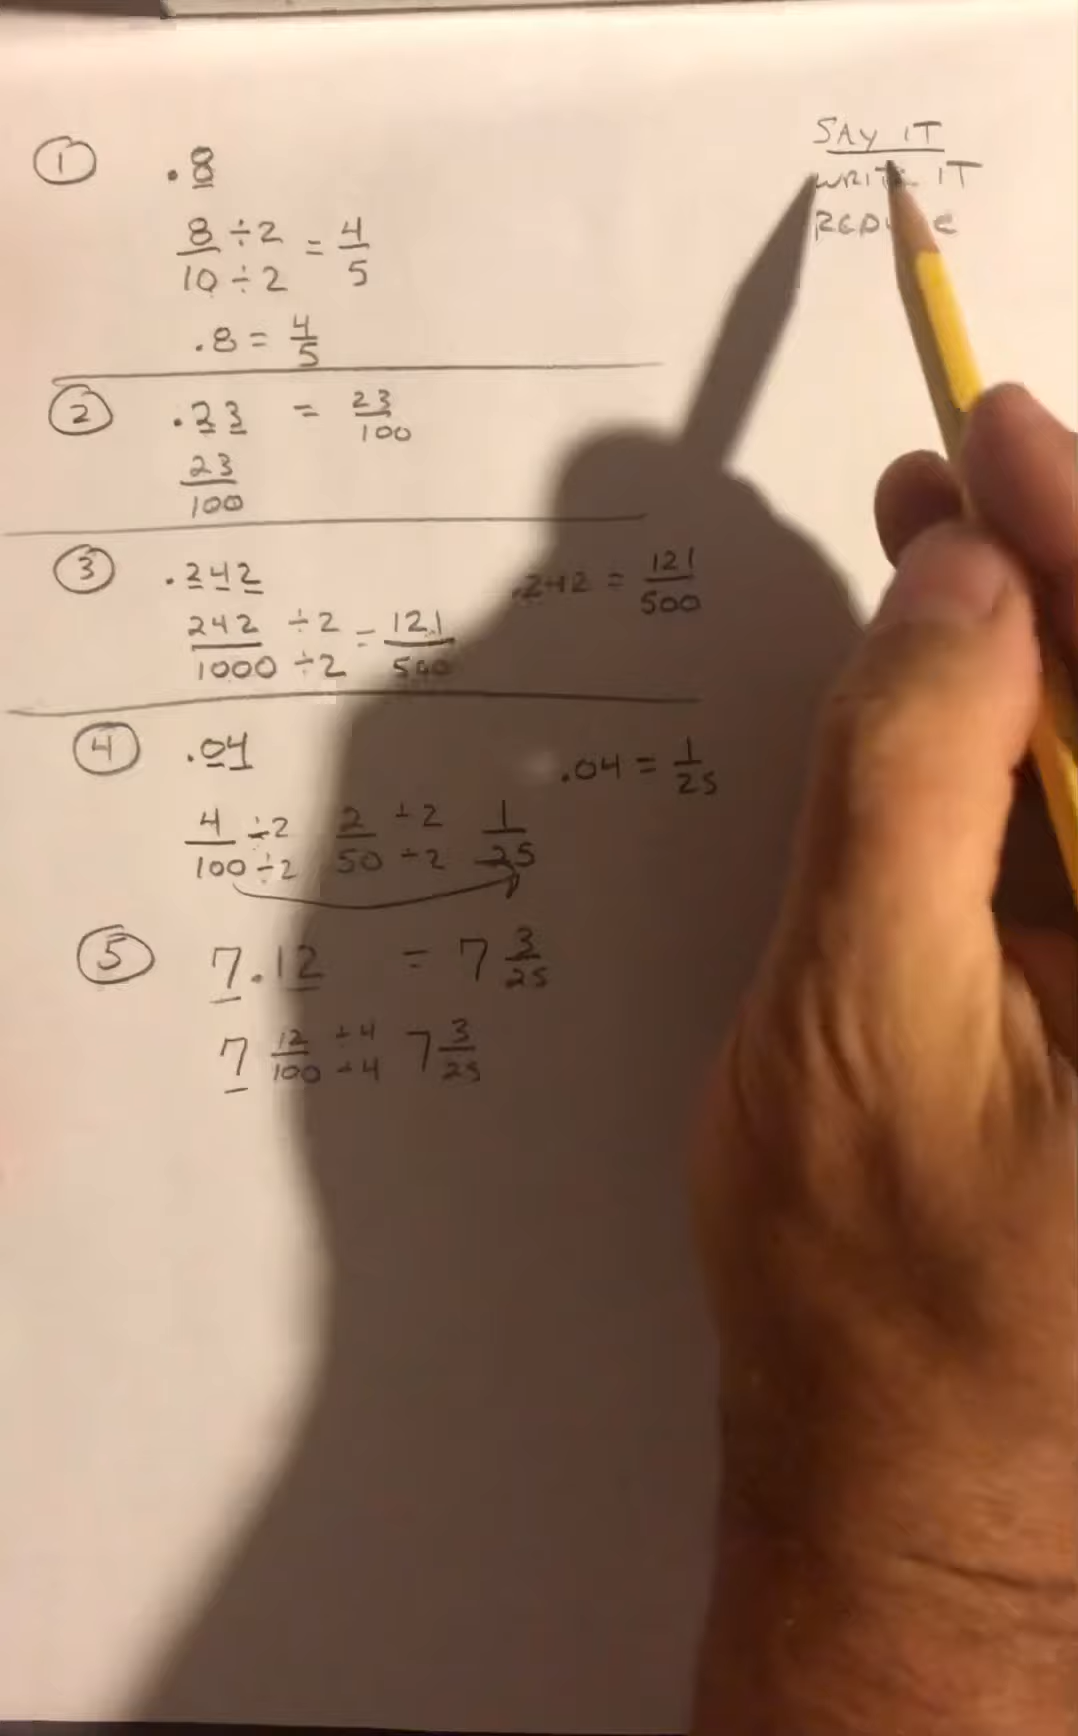 SAY IT
WRITE IT
REDUCE
① .8
8 ÷2 = 4
10 ÷2 5
.8 = 4/5
② .23 = 23/100
23
100
③ .242 .242 = 121/500
242 ÷2 = 121
1000 ÷2 500
④ .04 .04 = 1/25
4 ÷2 2 ÷2 1
100 ÷2 50 ÷2 25
⑤ 7.12 = 7 3/25
7 12/100 ÷4/÷4 7 3/25